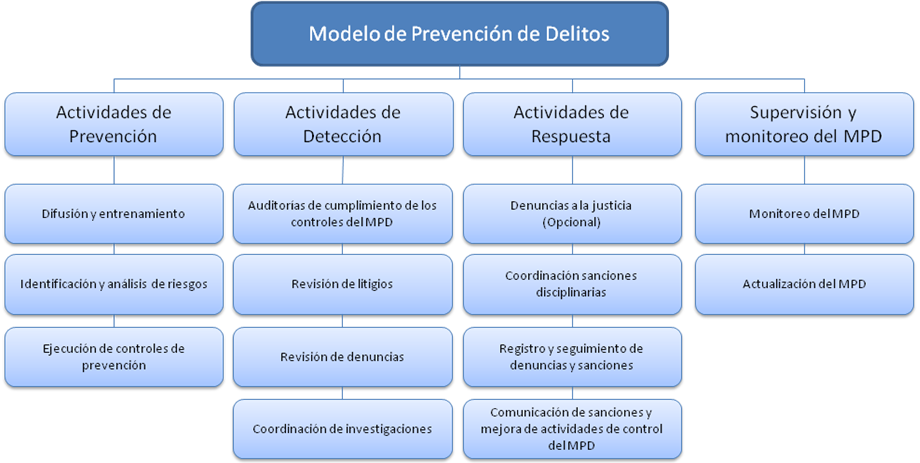 Modelo de Prevención de Delitos
Actividades de
Prevención
Difusión y entrenamiento
Identificación y análisis de riesgos
Ejecución de controles de
prevención
Actividades de
Detección
Auditorías de cumplimiento de los
controles del MPD
Revisión de litigios
Revisión de denuncias
Coordinación de investigaciones
Actividades de
Respuesta
Denuncias a la justicia
(Opcional)
Coordinación sanciones
disciplinarias
Registro y seguimiento de
denuncias y sanciones
Comunicación de sanciones y
mejora de actividades de control
del MPD
Supervisión y
monitoreo del MPD
Monitoreo del MPD
Actualización del MPD